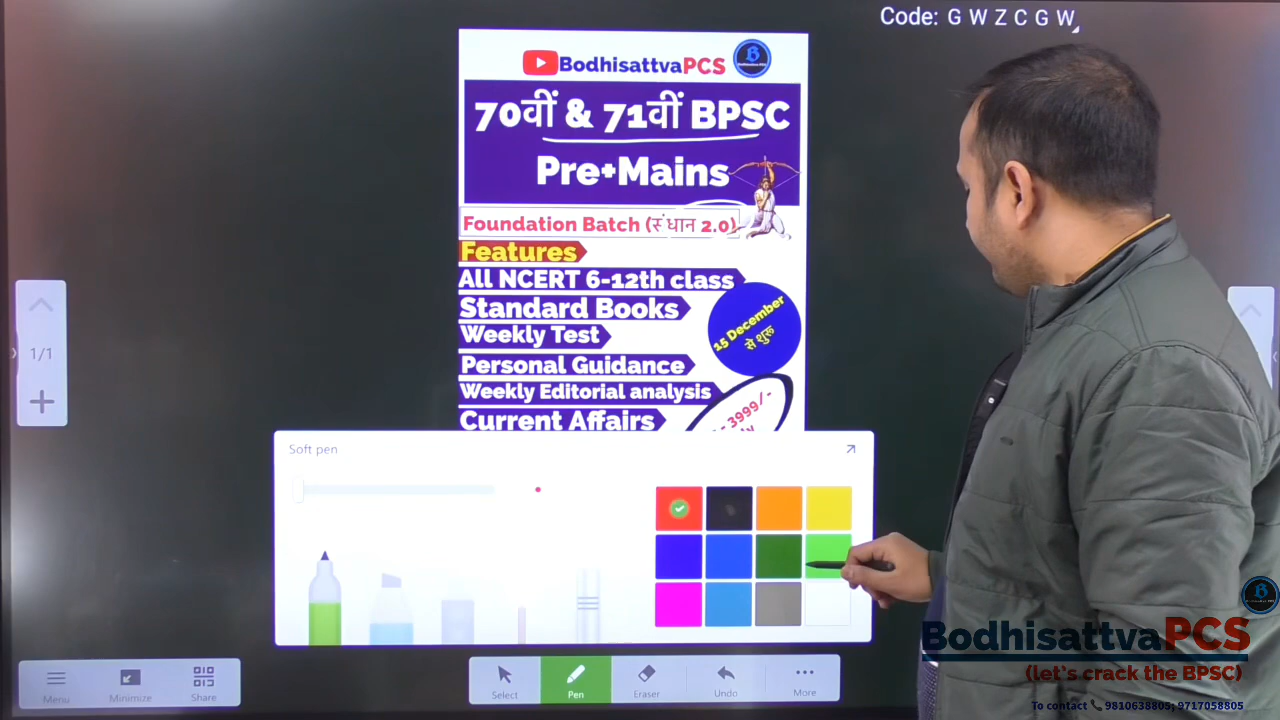 Code: G W Z C G W
BodhisattvaPCS
70वीं & 71वीं BPSC
Pre+Mains
Foundation Batch (संधान 2.0)
Features
All NCERT 6-12th class
Standard Books
Weekly Test
15 December
से शुरू
Personal Guidance
Weekly Editorial analysis
Current Affairs
3999/-
1/1
Soft pen
Menu
Minimize
Share
Select
Pen
Eraser
Undo
More
BodhisattvaPCS
(let's crack the BPSC)
To contact 📞 9810638805; 9717058805